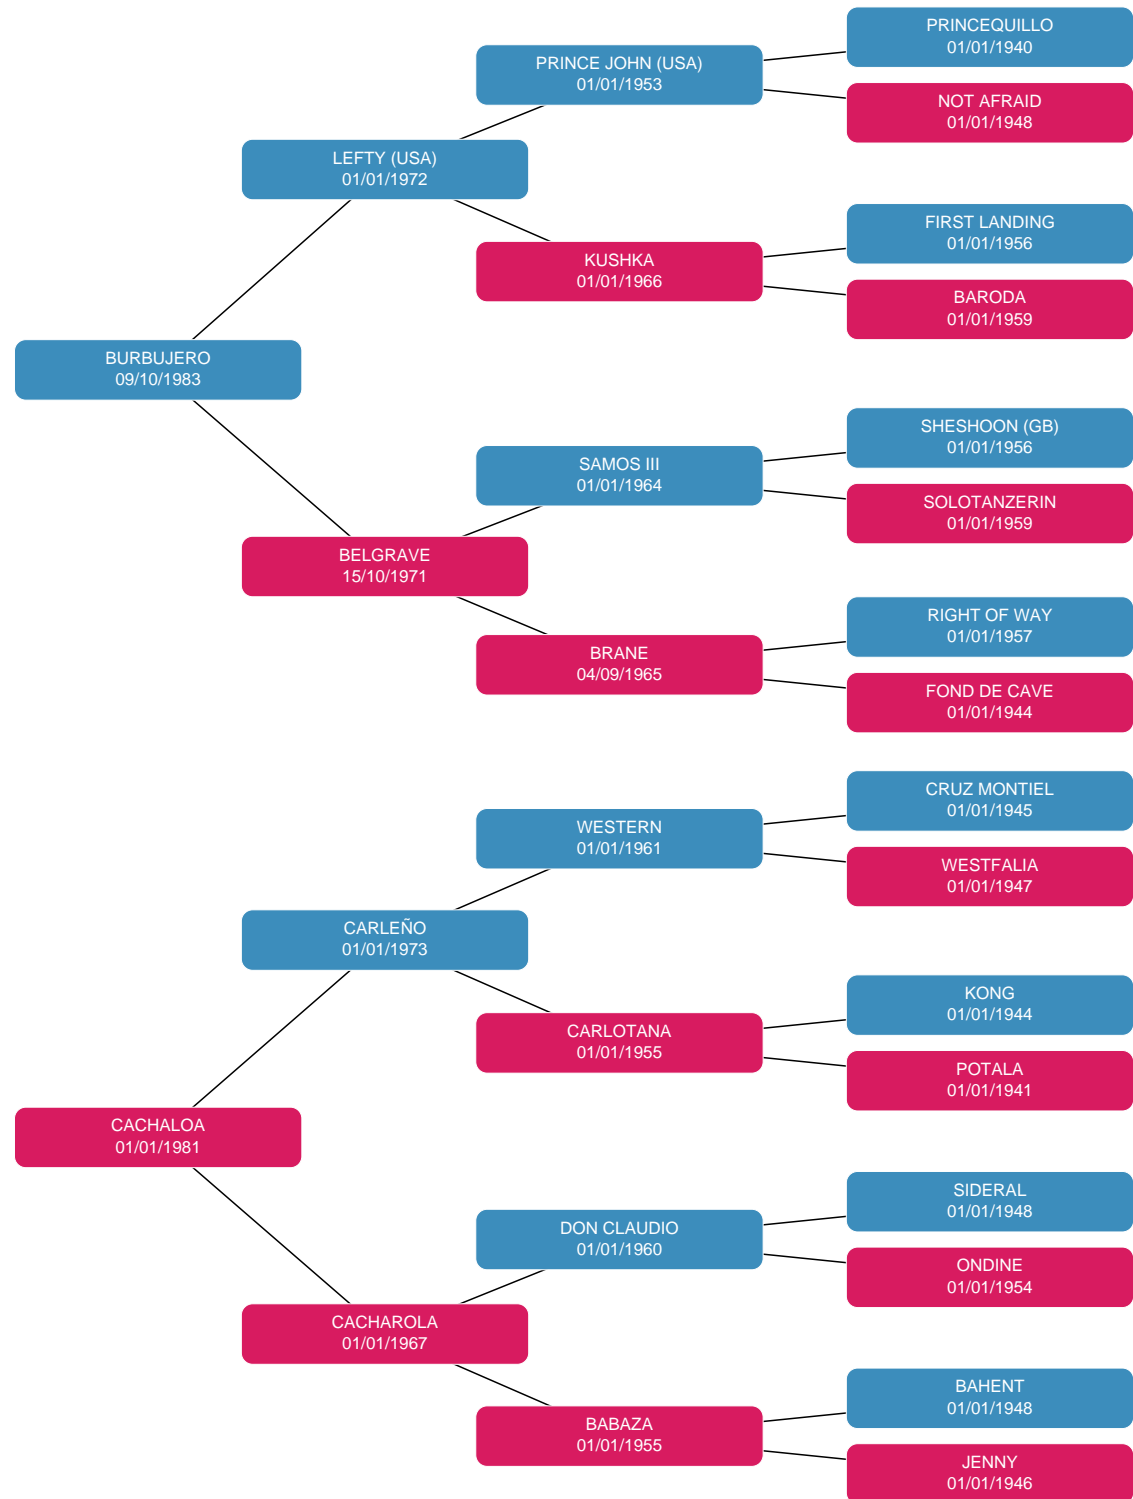 PRINCEQUILLO
01/01/1940
PRINCE JOHN (USA)
01/01/1953
NOT AFRAID
01/01/1948
LEFTY (USA)
01/01/1972
FIRST LANDING
01/01/1956
KUSHKA
01/01/1966
BARODA
01/01/1959
BURBUJERO
09/10/1983
SHESHOON (GB)
01/01/1956
SAMOS III
01/01/1964
SOLOTANZERIN
01/01/1959
BELGRAVE
15/10/1971
RIGHT OF WAY
01/01/1957
BRANE
04/09/1965
FOND DE CAVE
01/01/1944
CRUZ MONTIEL
01/01/1945
WESTERN
01/01/1961
WESTFALIA
01/01/1947
CARLEÑO
01/01/1973
KONG
01/01/1944
CARLOTANA
01/01/1955
POTALA
01/01/1941
CACHALOA
01/01/1981
SIDERAL
01/01/1948
DON CLAUDIO
01/01/1960
ONDINE
01/01/1954
CACHAROLA
01/01/1967
BAHENT
01/01/1948
BABAZA
01/01/1955
JENNY
01/01/1946